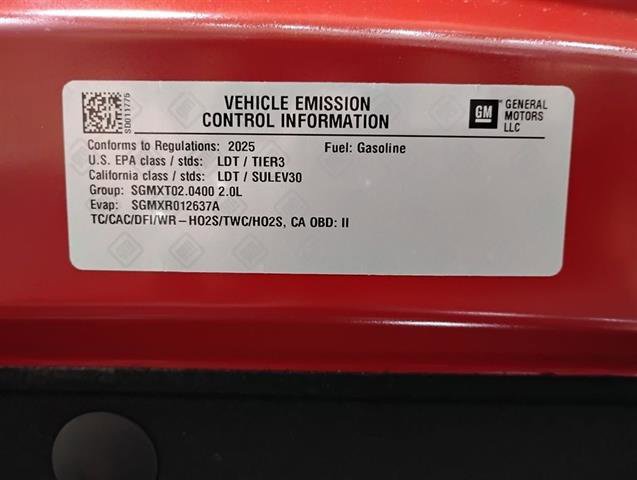 VEHICLE EMISSION
CONTROL INFORMATION
GM GENERAL
MOTORS
LLC
SD011775
Conforms to Regulations: 2025 Fuel: Gasoline
U.S. EPA class / stds: LDT / TIER3
California class / stds: LDT / SULEV30
Group: SGMXT02.0400 2.0L
Evap: SGMXR012637A
TC/CAC/DFI/WR-HO2S/TWC/HO2S, CA OBD: II